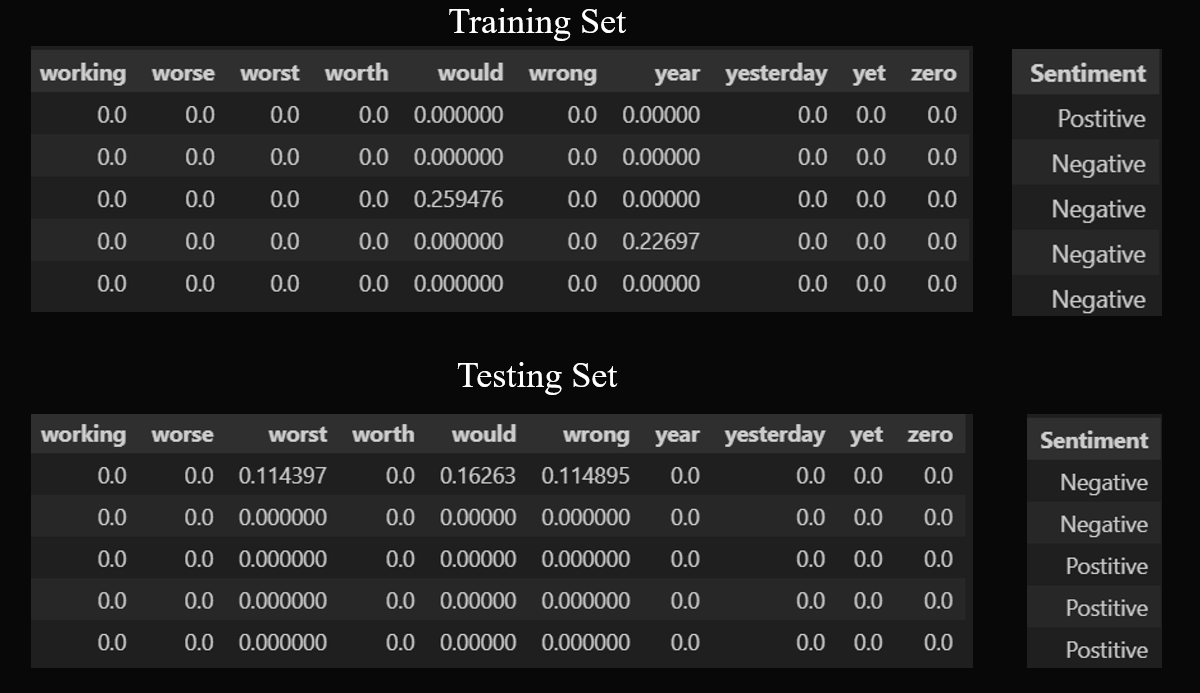 Training Set
working worse worst worth would wrong year yesterday yet zero Sentiment
0.0 0.0 0.0 0.0 0.000000 0.0 0.00000 0.0 0.0 0.0 Postitive
0.0 0.0 0.0 0.0 0.000000 0.0 0.00000 0.0 0.0 0.0 Negative
0.0 0.0 0.0 0.0 0.259476 0.0 0.00000 0.0 0.0 0.0 Negative
0.0 0.0 0.0 0.0 0.000000 0.0 0.22697 0.0 0.0 0.0 Negative
0.0 0.0 0.0 0.0 0.000000 0.0 0.00000 0.0 0.0 0.0 Negative
Testing Set
working worse worst worth would wrong year yesterday yet zero Sentiment
0.0 0.0 0.114397 0.0 0.16263 0.114895 0.0 0.0 0.0 0.0 Negative
0.0 0.0 0.000000 0.0 0.00000 0.000000 0.0 0.0 0.0 0.0 Negative
0.0 0.0 0.000000 0.0 0.00000 0.000000 0.0 0.0 0.0 0.0 Postitive
0.0 0.0 0.000000 0.0 0.00000 0.000000 0.0 0.0 0.0 0.0 Postitive
0.0 0.0 0.000000 0.0 0.00000 0.000000 0.0 0.0 0.0 0.0 Postitive